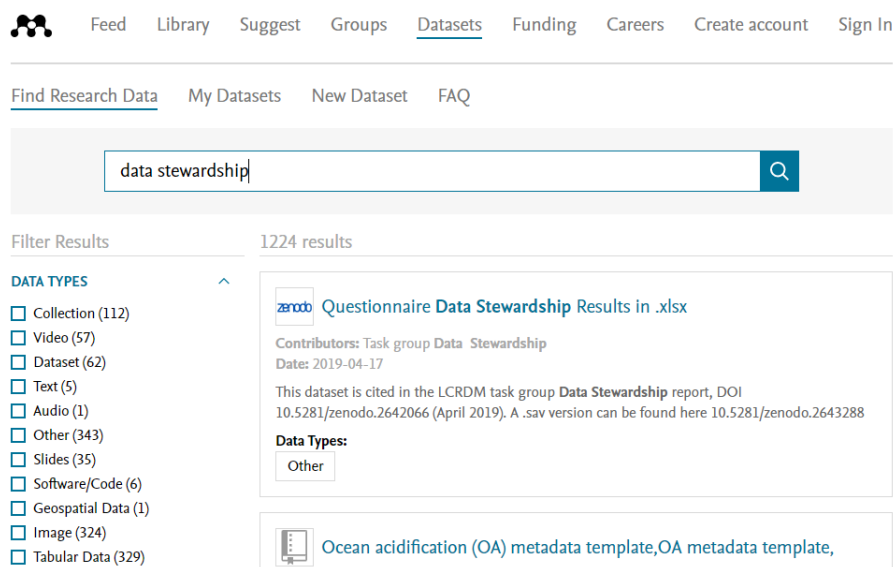 Feed Library Suggest Groups Datasets Funding Careers Create account Sign In
Find Research Data My Datasets New Dataset FAQ
data stewardship
Filter Results
1224 results
DATA TYPES
Collection (112)
Video (57)
Dataset (62)
Text (5)
Audio (1)
Other (343)
Slides (35)
Software/Code (6)
Geospatial Data (1)
Image (324)
Tabular Data (329)
zenodo Questionnaire Data Stewardship Results in .xlsx
Contributors: Task group Data Stewardship
Date: 2019-04-17
This dataset is cited in the LCRDM task group Data Stewardship report, DOI
10.5281/zenodo.2642066 (April 2019). A .sav version can be found here 10.5281/zenodo.2643288
Data Types:
Other
Ocean acidification (OA) metadata template,OA metadata template,